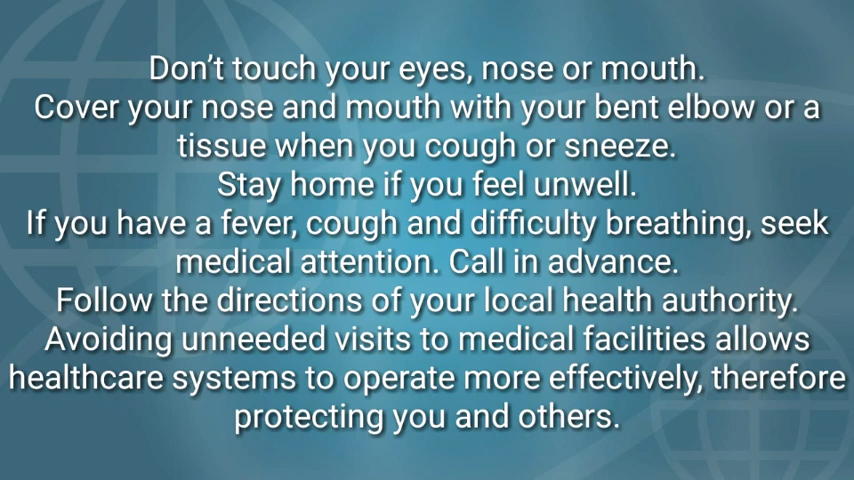 Don’t touch your eyes, nose or mouth.
Cover your nose and mouth with your bent elbow or a
tissue when you cough or sneeze.
Stay home if you feel unwell.
If you have a fever, cough and difficulty breathing, seek
medical attention. Call in advance.
Follow the directions of your local health authority.
Avoiding unneeded visits to medical facilities allows
healthcare systems to operate more effectively, therefore
protecting you and others.